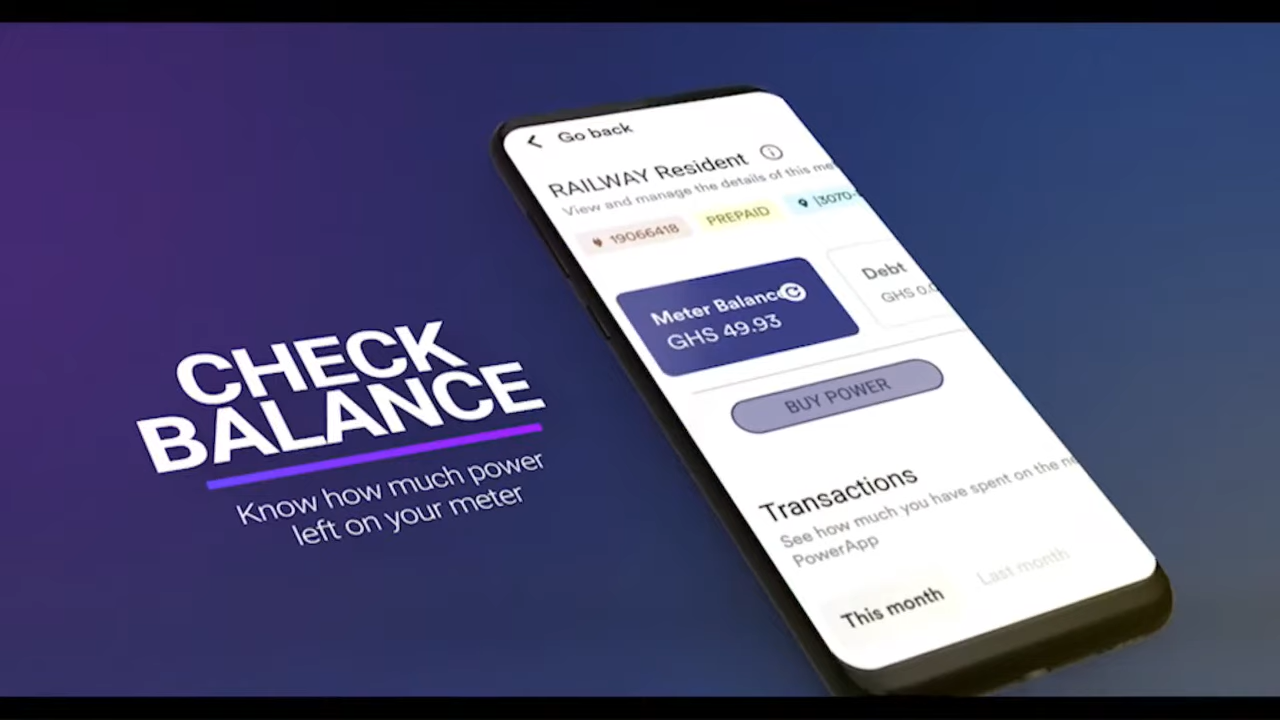 CHECK
BALANCE
Know how much power
left on your meter
Go back
RAILWAY Resident
View and manage the details of this
19066418
PREPAID
Meter Balance
GHS 49.93
Debt
GHS
BUY POWER
Transactions
See how much you have spent on the
PowerApp
This month
Last month